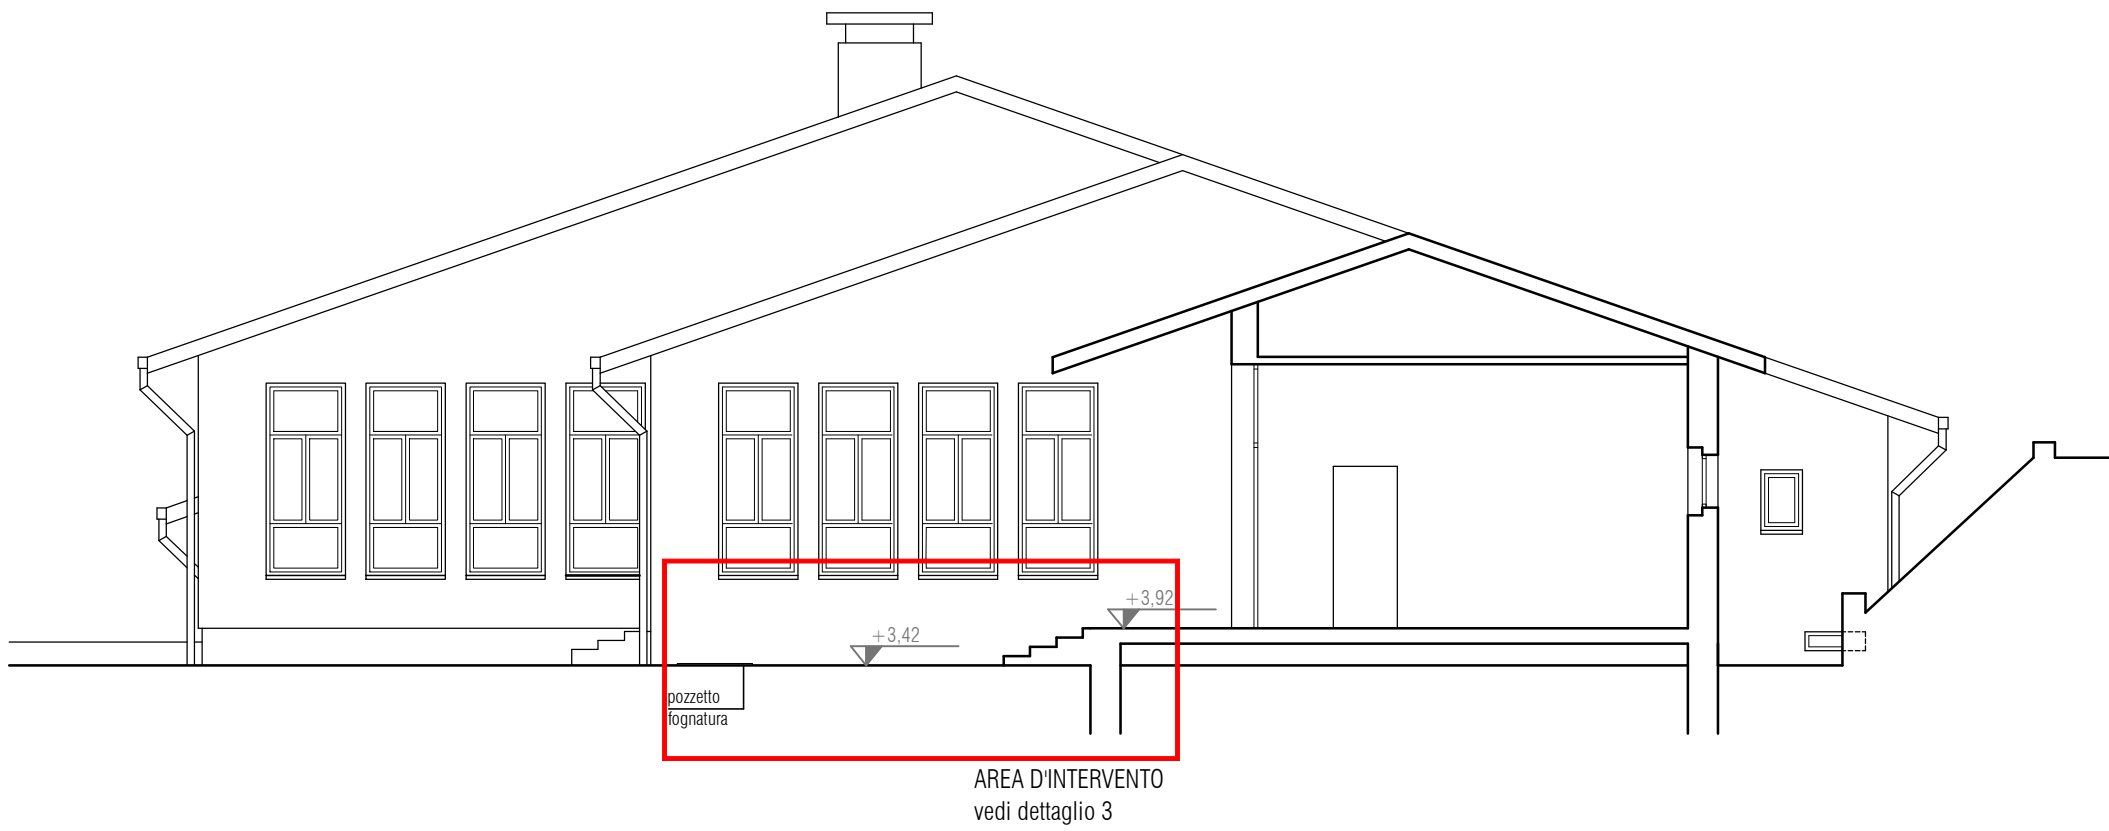 +3,92
+3,42
pozzetto
fognatura
AREA D'INTERVENTO
vedi dettaglio 3